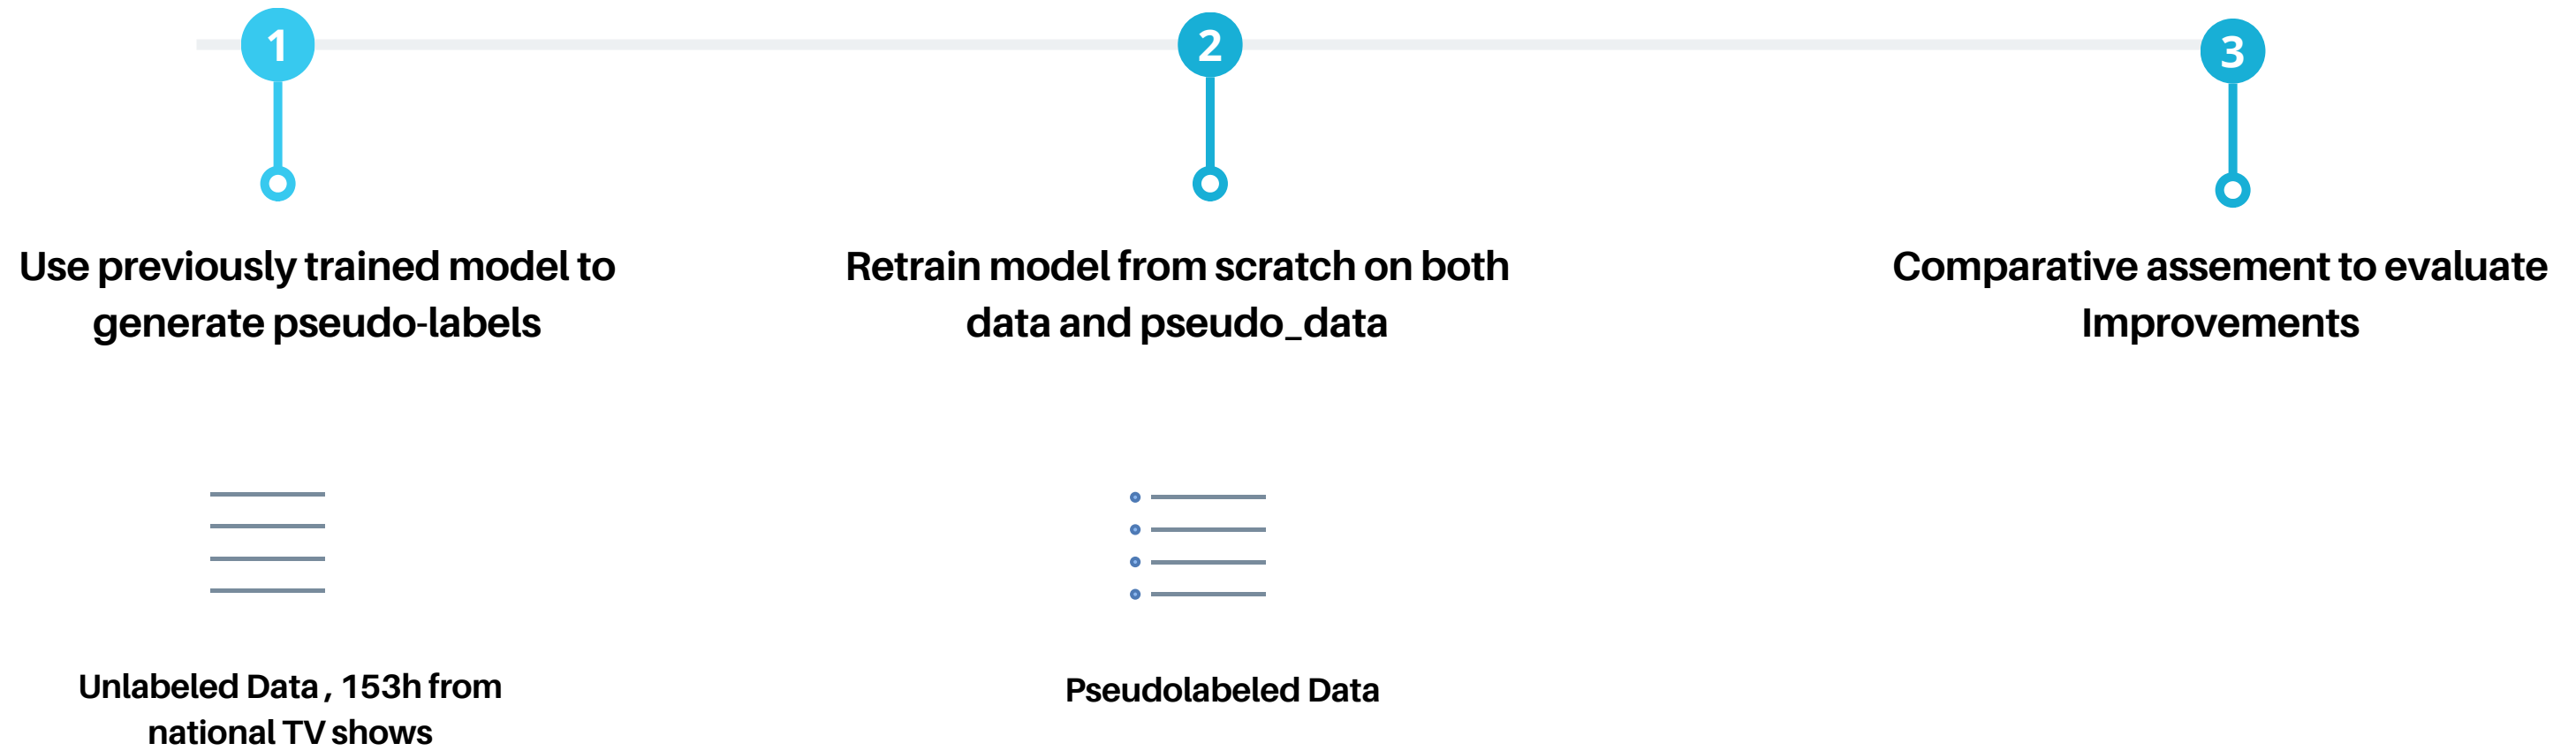 1
2
3
Use previously trained model to
generate pseudo-labels
Retrain model from scratch on both
data and pseudo_data
Comparative assement to evaluate
Improvements
Unlabeled Data , 153h from
national TV shows
Pseudolabeled Data